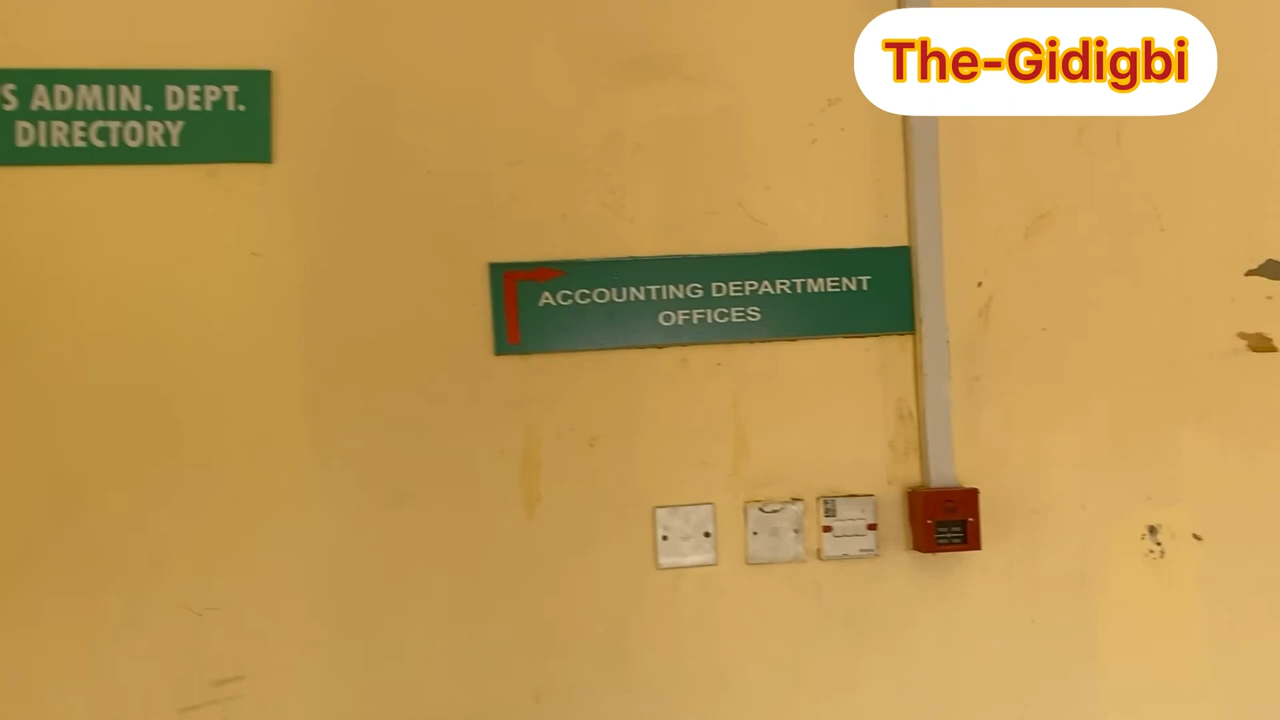 The-Gidigbi
S ADMIN. DEPT.
DIRECTORY
ACCOUNTING DEPARTMENT
OFFICES